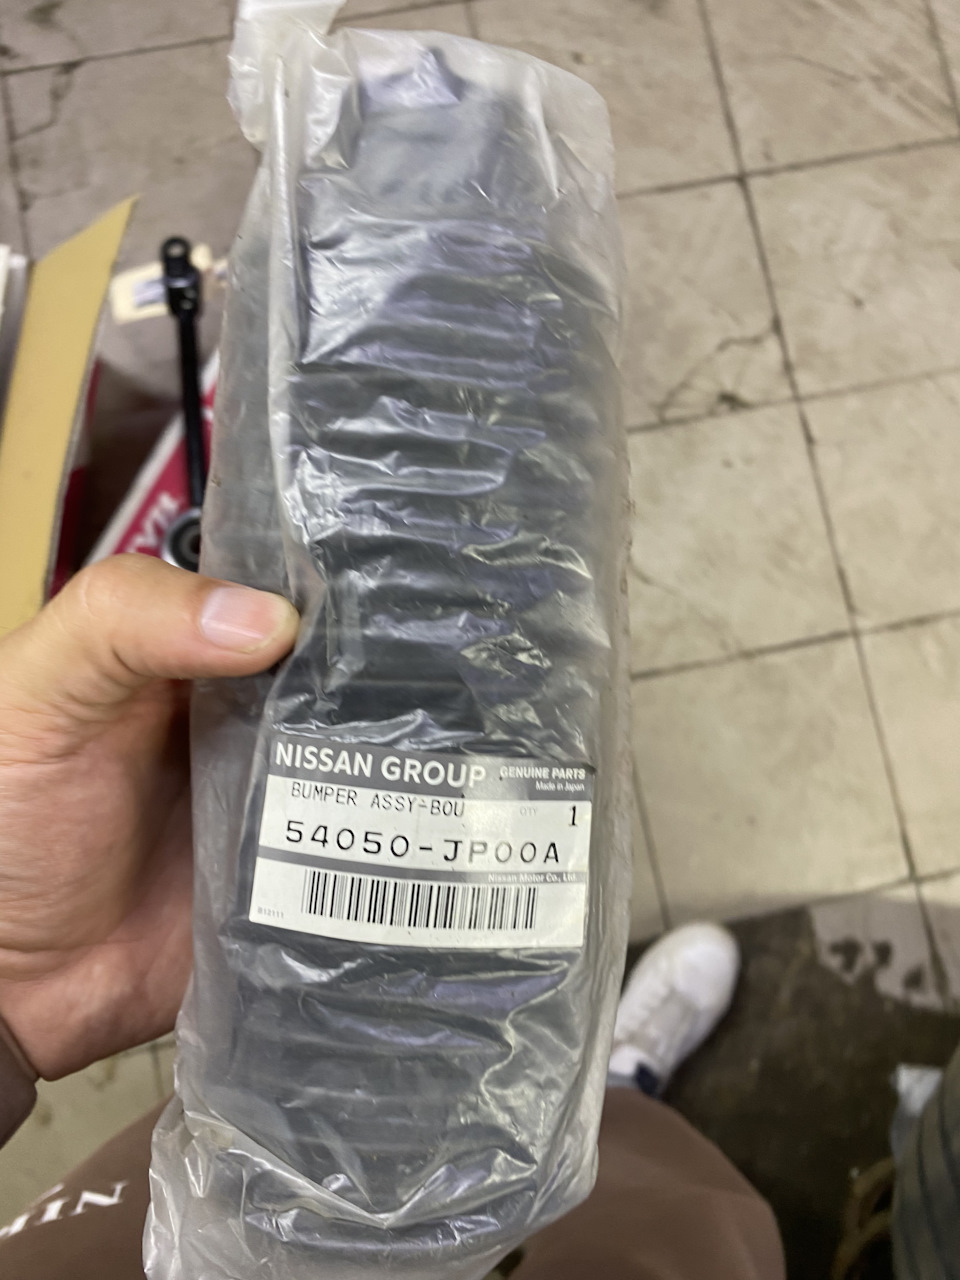 NISSAN GROUP GENUINE PARTS
Made in Japan
BUMPER ASSY-BOU QTY 1
54050-JP00A
Nissan Motor Co., Ltd.